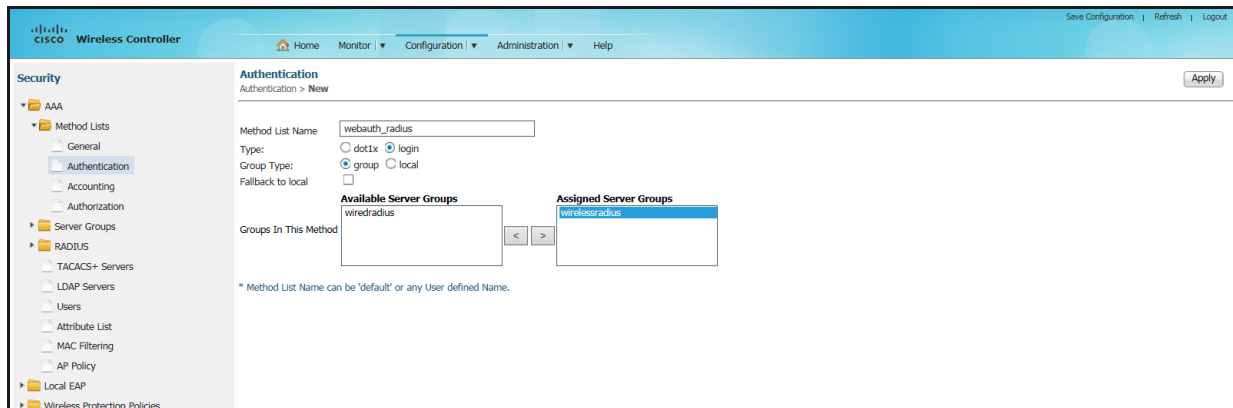 Save Configuration | Refresh | Logout
CISCO Wireless Controller
Home Monitor | ▼ Configuration | ▼ Administration | ▼ Help
Security
AAA
Method Lists
General
Authentication
Accounting
Authorization
Server Groups
RADIUS
TACACS+ Servers
LDAP Servers
Users
Attribute List
MAC Filtering
AP Policy
Local EAP
Wireless Protection Policies
Authentication
Authentication > New
Apply
Method List Name webauth_radius
Type: dot1x login
Group Type: group local
Fallback to local
Available Server Groups Assigned Server Groups
wiredradius wirelessradius
Groups In This Method < >
* Method List Name can be 'default' or any User defined Name.